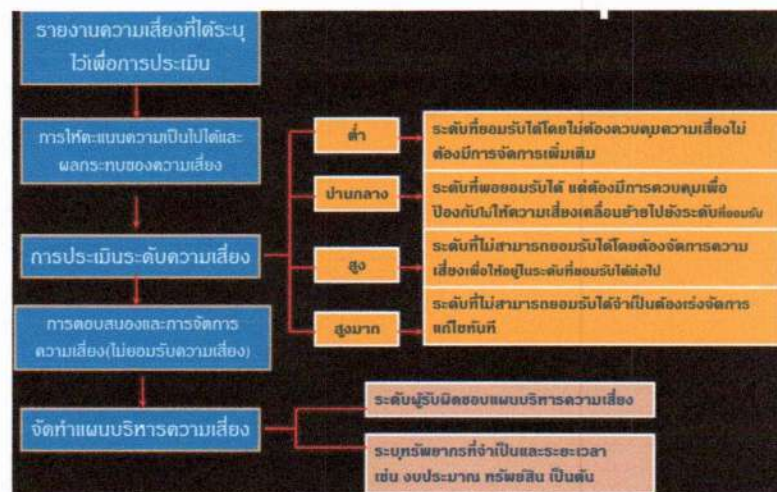 รายงานความเสี่ยงที่ได้ระบุ
ไว้เพื่อการประเมิน
การให้คะแนนความเป็นไปได้และ
ผลกระทบของความเสี่ยง
การประเมินระดับความเสี่ยง
การตอบสนองและการจัดการ
ความเสี่ยง(ไม่ยอมรับความเสี่ยง)
จัดทำแผนบริหารความเสี่ยง
ต่ำ
ระดับที่ยอมรับได้โดยไม่ต้องควบคุมความเสี่ยงไม่
ต้องมีการจัดการเพิ่มเติม
ปานกลาง
ระดับที่พอยอมรับได้ แต่ต้องมีการควบคุมเพื่อ
ป้องกันไม่ให้ความเสี่ยงเคลื่อนย้ายไปยังระดับที่ยอมรับ
สูง
ระดับที่ไม่สามารถยอมรับได้โดยต้องจัดการความ
เสี่ยงเพื่อให้อยู่ในระดับที่ยอมรับได้ต่อไป
สูงมาก
ระดับที่ไม่สามารถยอมรับได้จำเป็นต้องเร่งจัดการ
แก้ไขทันที
ระดับผู้รับผิดชอบแผนบริหารความเสี่ยง
ระบุทรัพยากรที่จำเป็นและระยะเวลา
เช่น งบประมาณ ทรัพย์สิน เป็นต้น